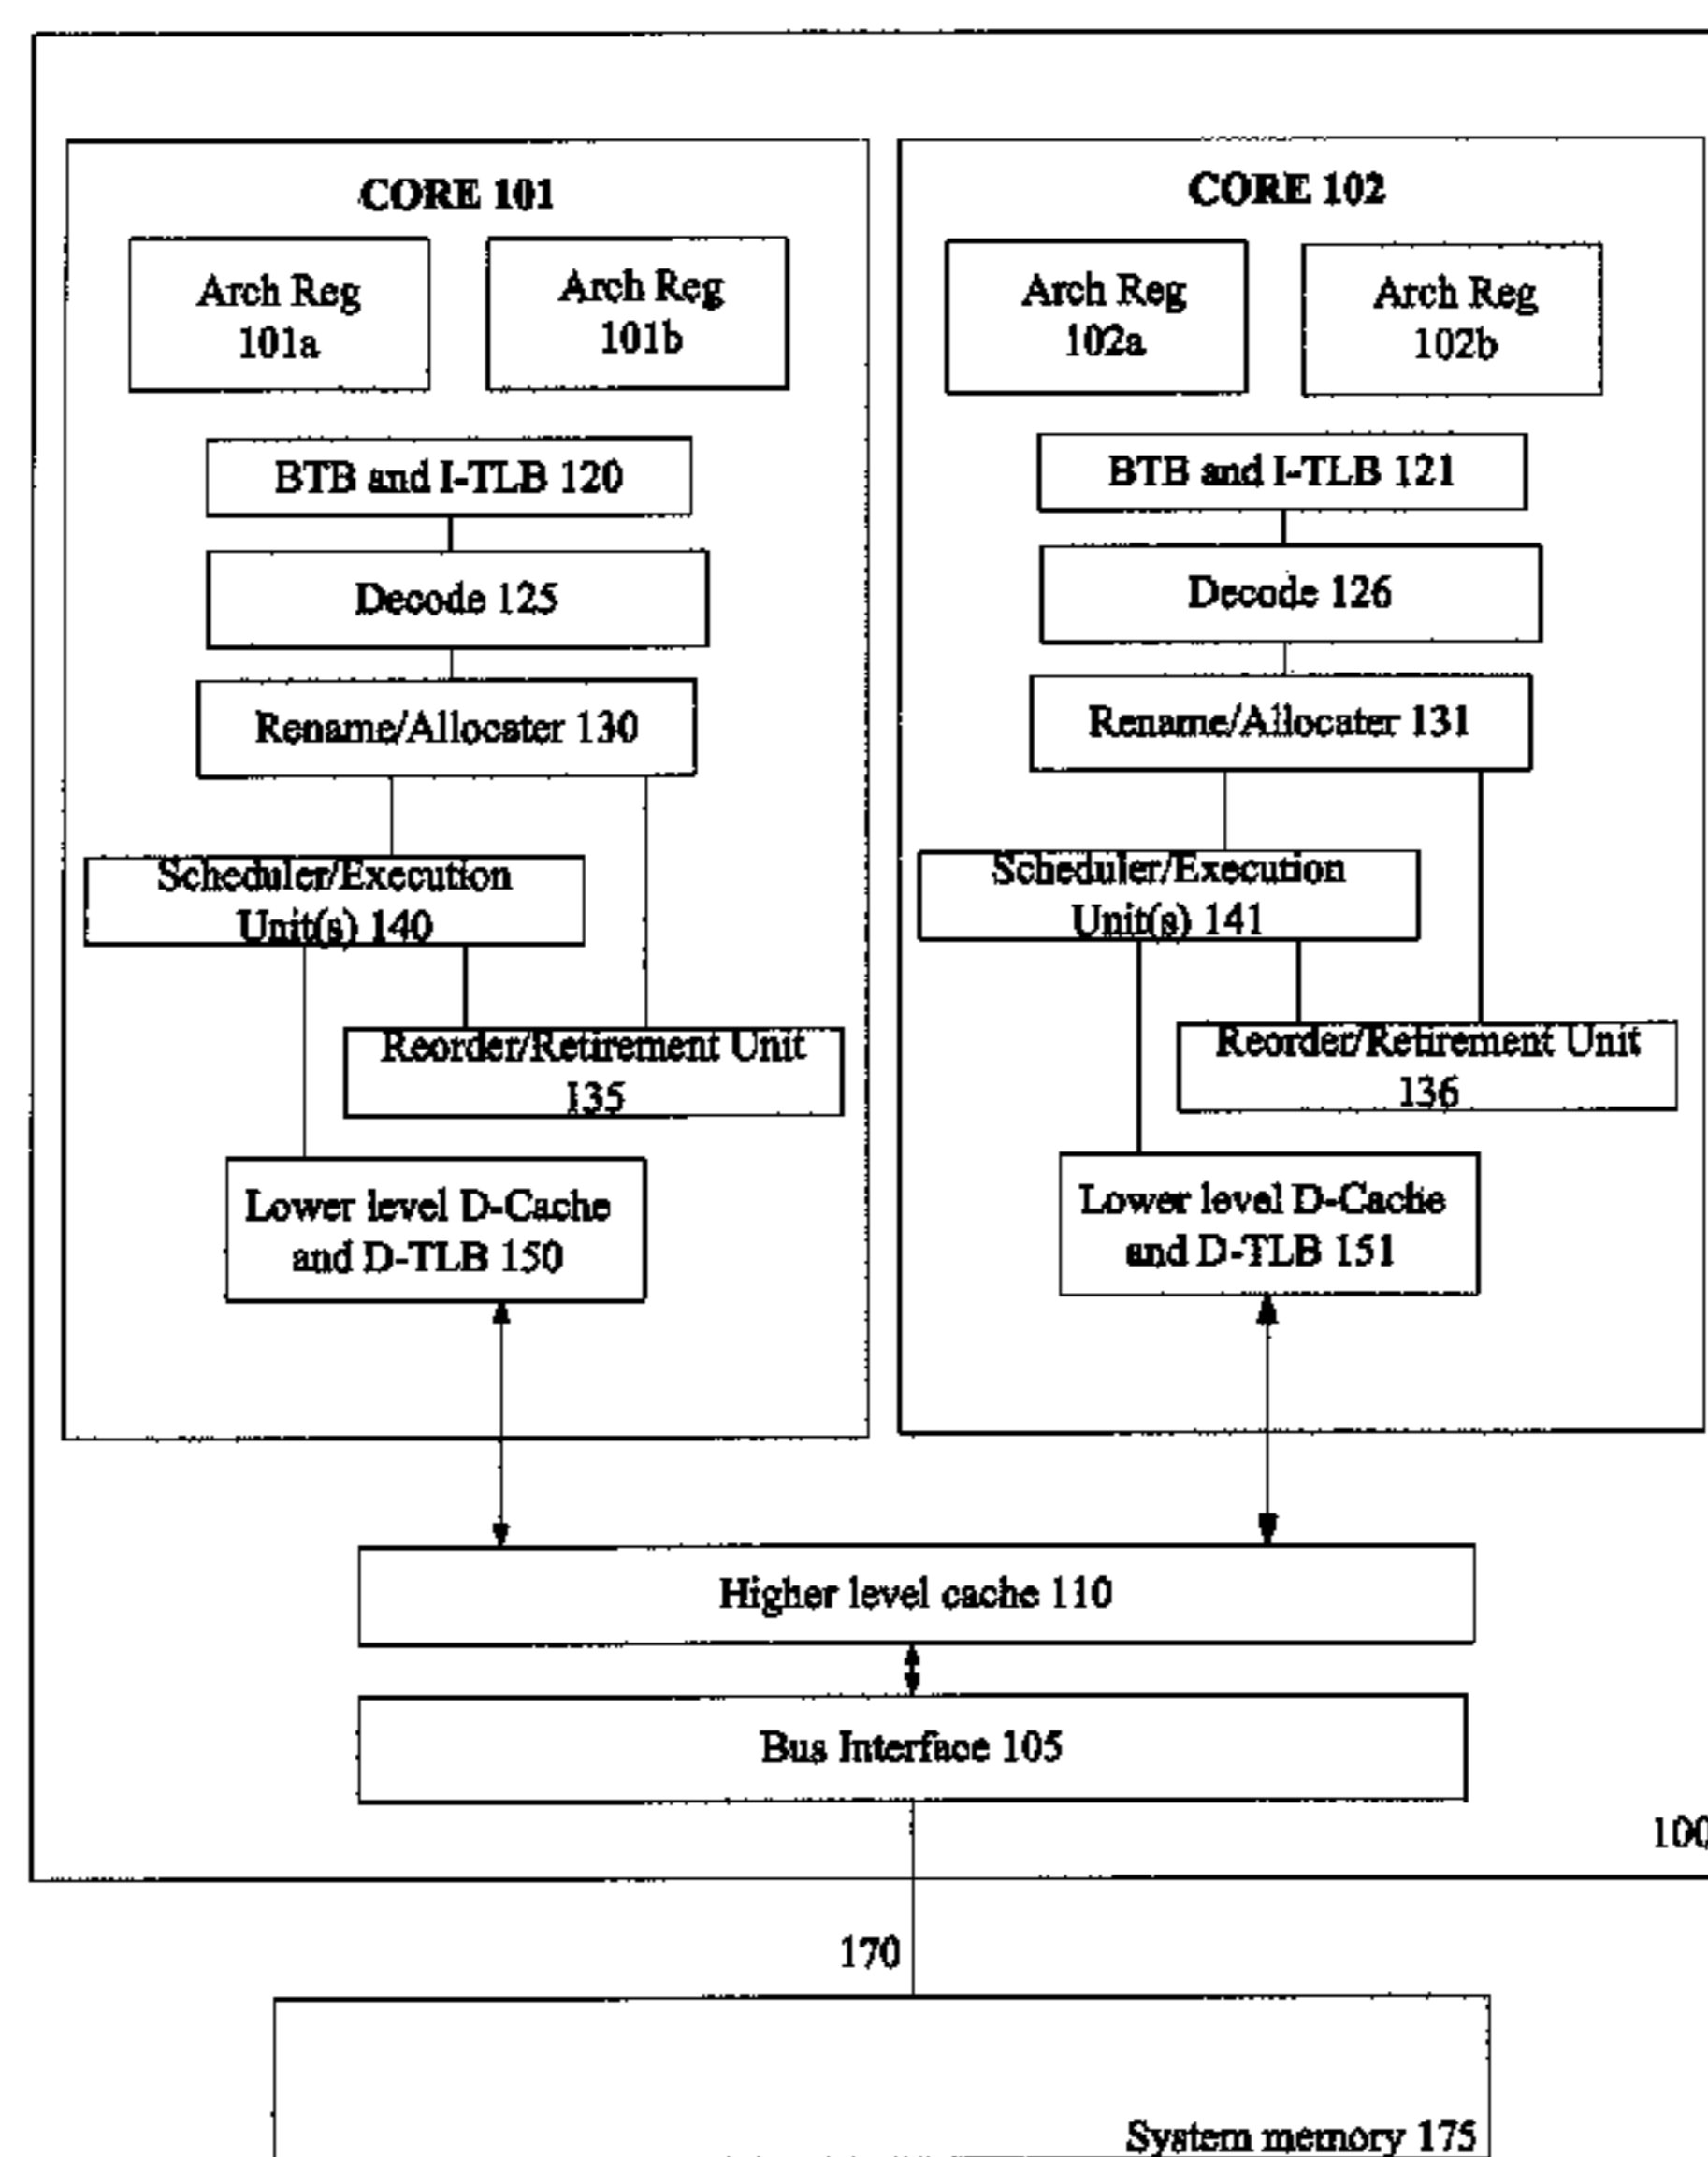 CORE 101
Arch Reg
101a
Arch Reg
101b
BTB and I-TLB 120
Decode 125
Rename/Allocater 130
Scheduler/Execution
Unit(s) 140
Reorder/Retirement Unit
135
Lower level D-Cache
and D-TLB 150
CORE 102
Arch Reg
102a
Arch Reg
102b
BTB and I-TLB 121
Decode 126
Rename/Allocater 131
Scheduler/Execution
Unit(s) 141
Reorder/Retirement Unit
136
Lower level D-Cache
and D-TLB 151
Higher level cache 110
Bus Interface 105
100
170
System memory 175